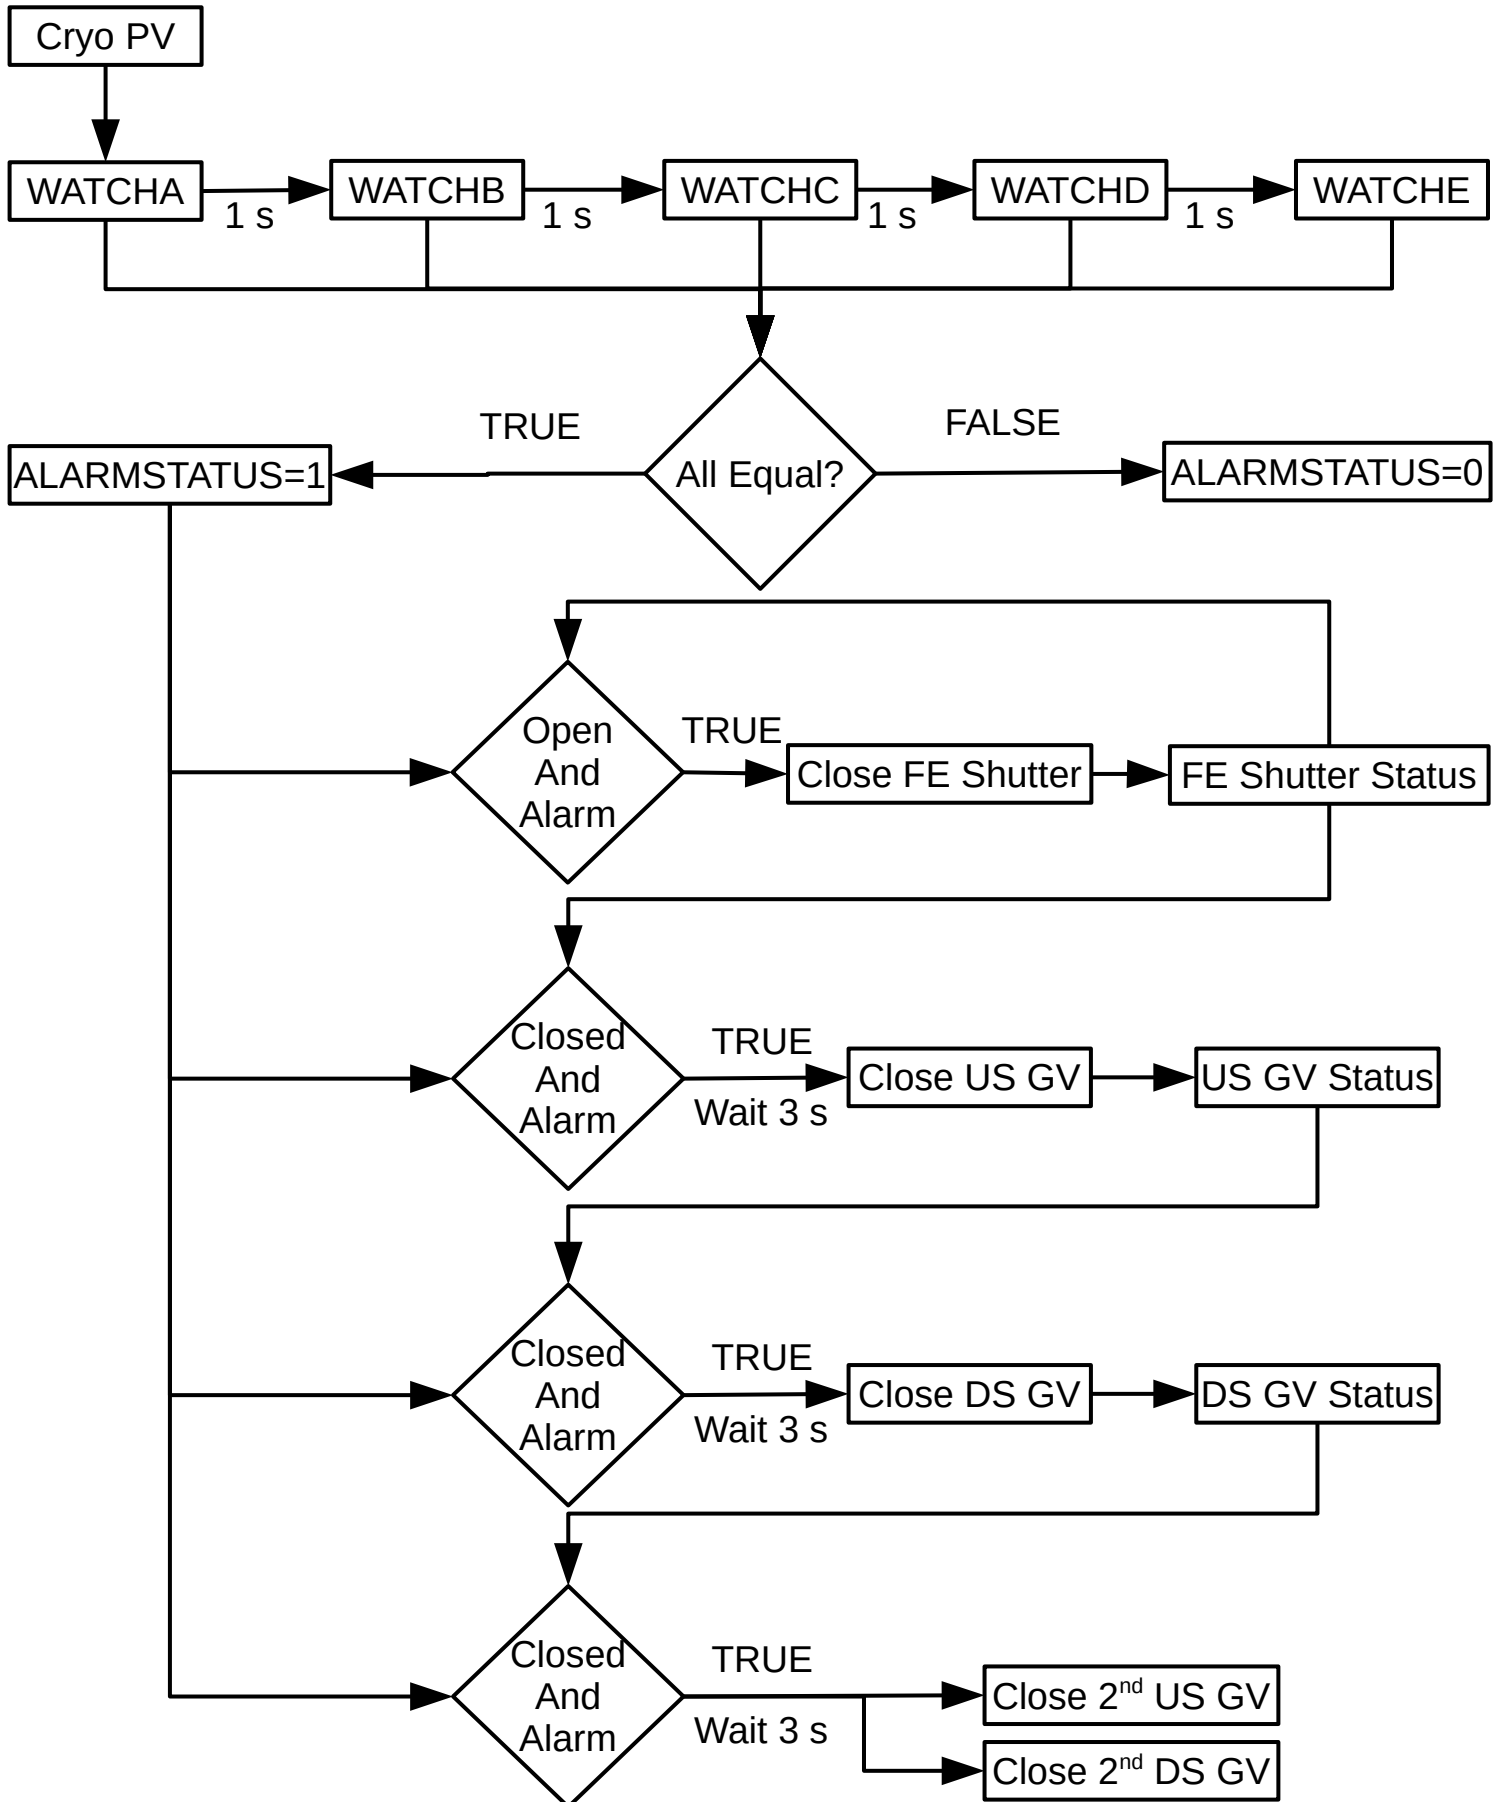 Cryo PV
WATCHA
WATCHB
WATCHC
WATCHD
WATCHE
1 s
1 s
1 s
1 s
TRUE
FALSE
ALARMSTATUS=1
All Equal?
ALARMSTATUS=0
Open
And
Alarm
TRUE
Close FE Shutter
FE Shutter Status
Closed
And
Alarm
TRUE
Wait 3 s
Close US GV
US GV Status
Closed
And
Alarm
TRUE
Wait 3 s
Close DS GV
DS GV Status
Closed
And
Alarm
TRUE
Wait 3 s
Close 2nd US GV
Close 2nd DS GV